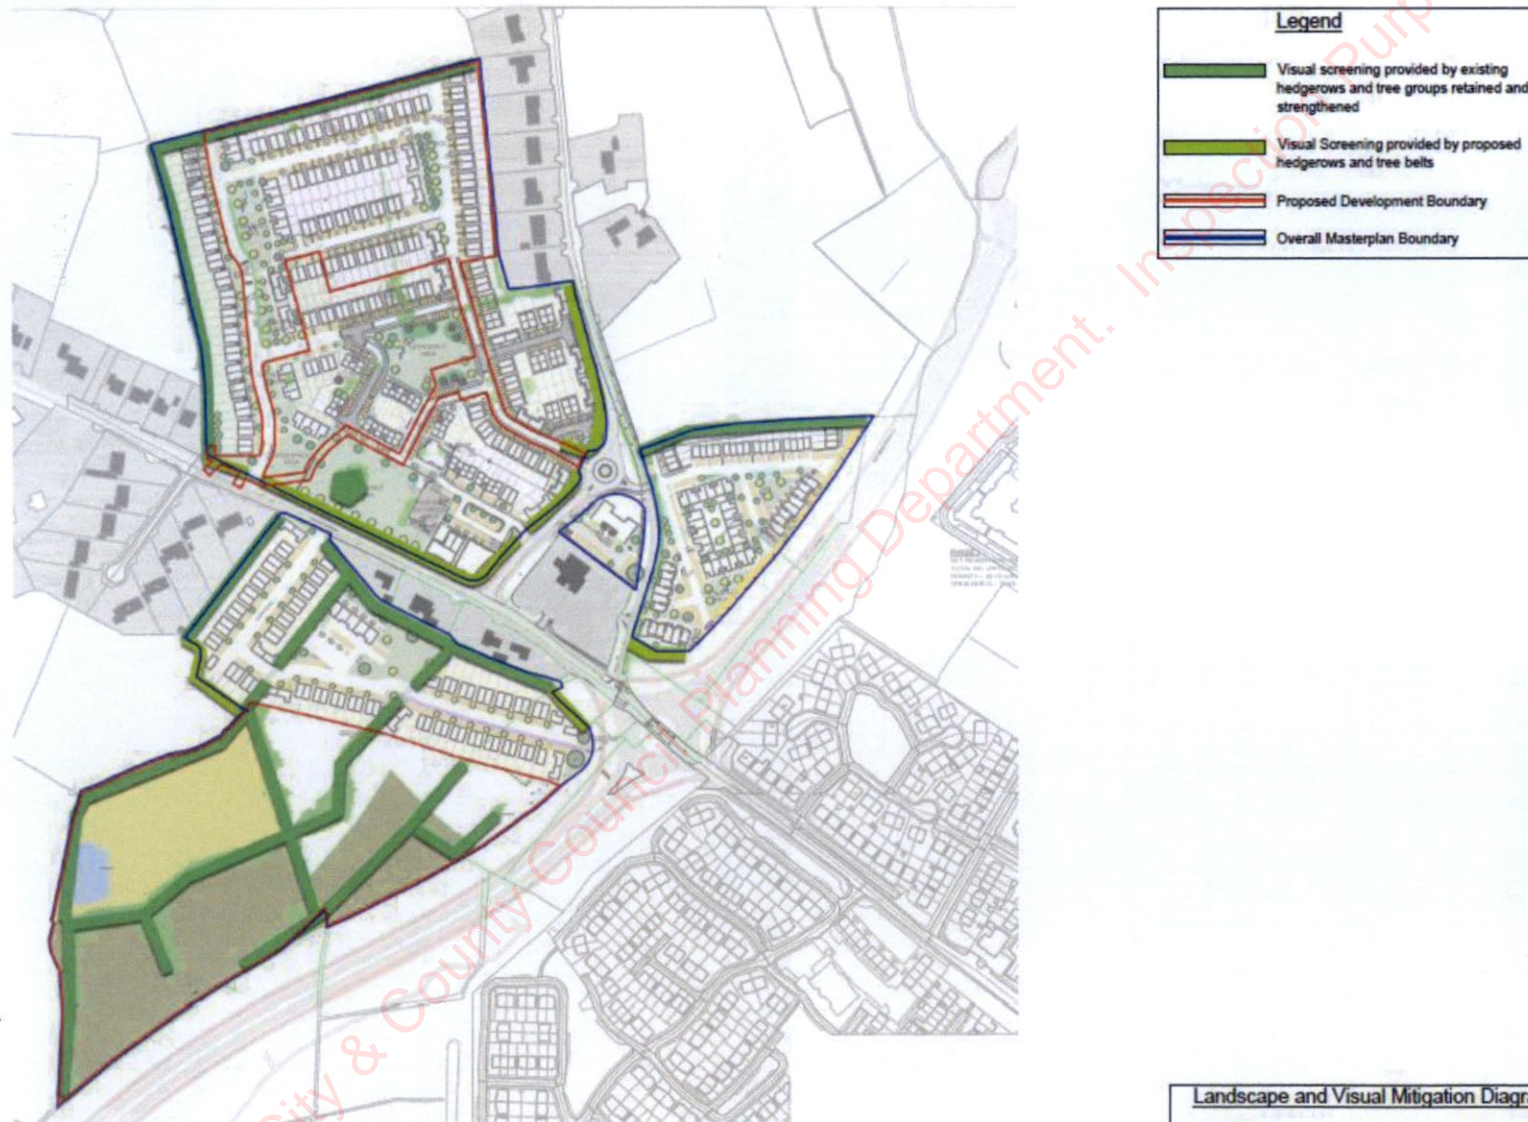 Legend
Visual screening provided by existing
hedgerows and tree groups retained and
strengthened
Visual Screening provided by proposed
hedgerows and tree belts
Proposed Development Boundary
Overall Masterplan Boundary
City & County Council Planning Department. Inspection Purp
Landscape and Visual Mitigation Diagra